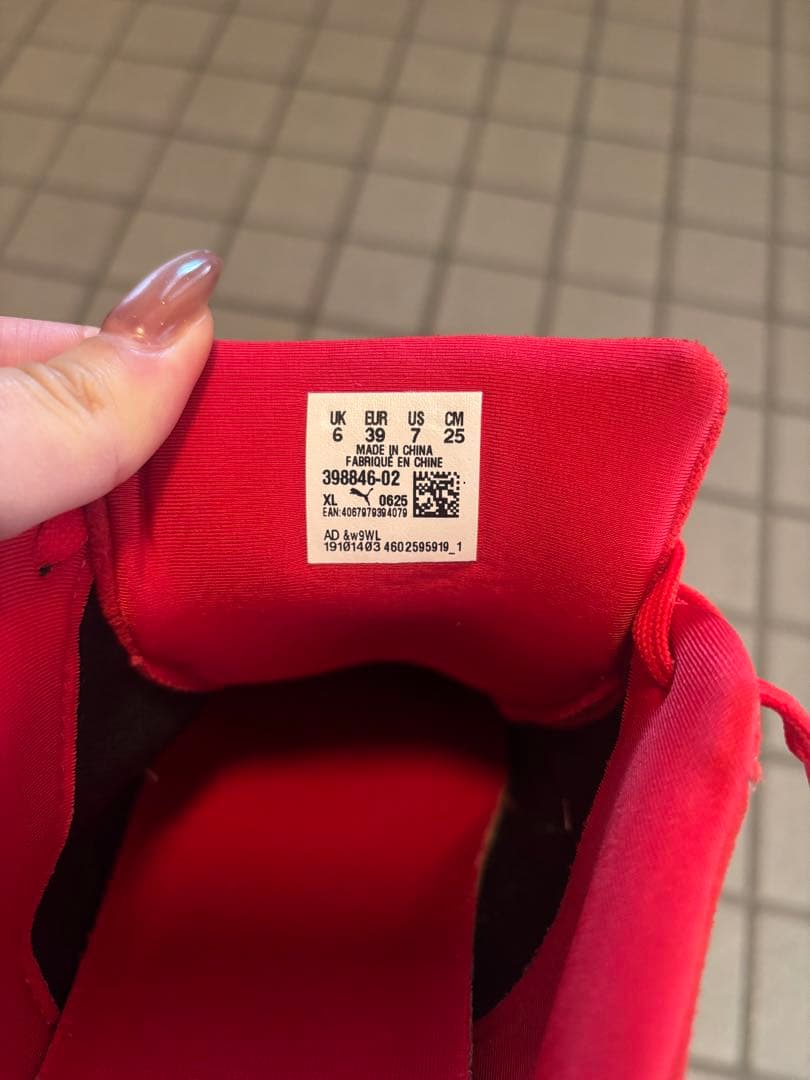 UK EUR US CM
6 39 7 25
MADE IN CHINA
FABRIQUÉ EN CHINE
398846-02
XL 0625
EAN:4067979394079
AD &w9WL
19101403 4602595919_1